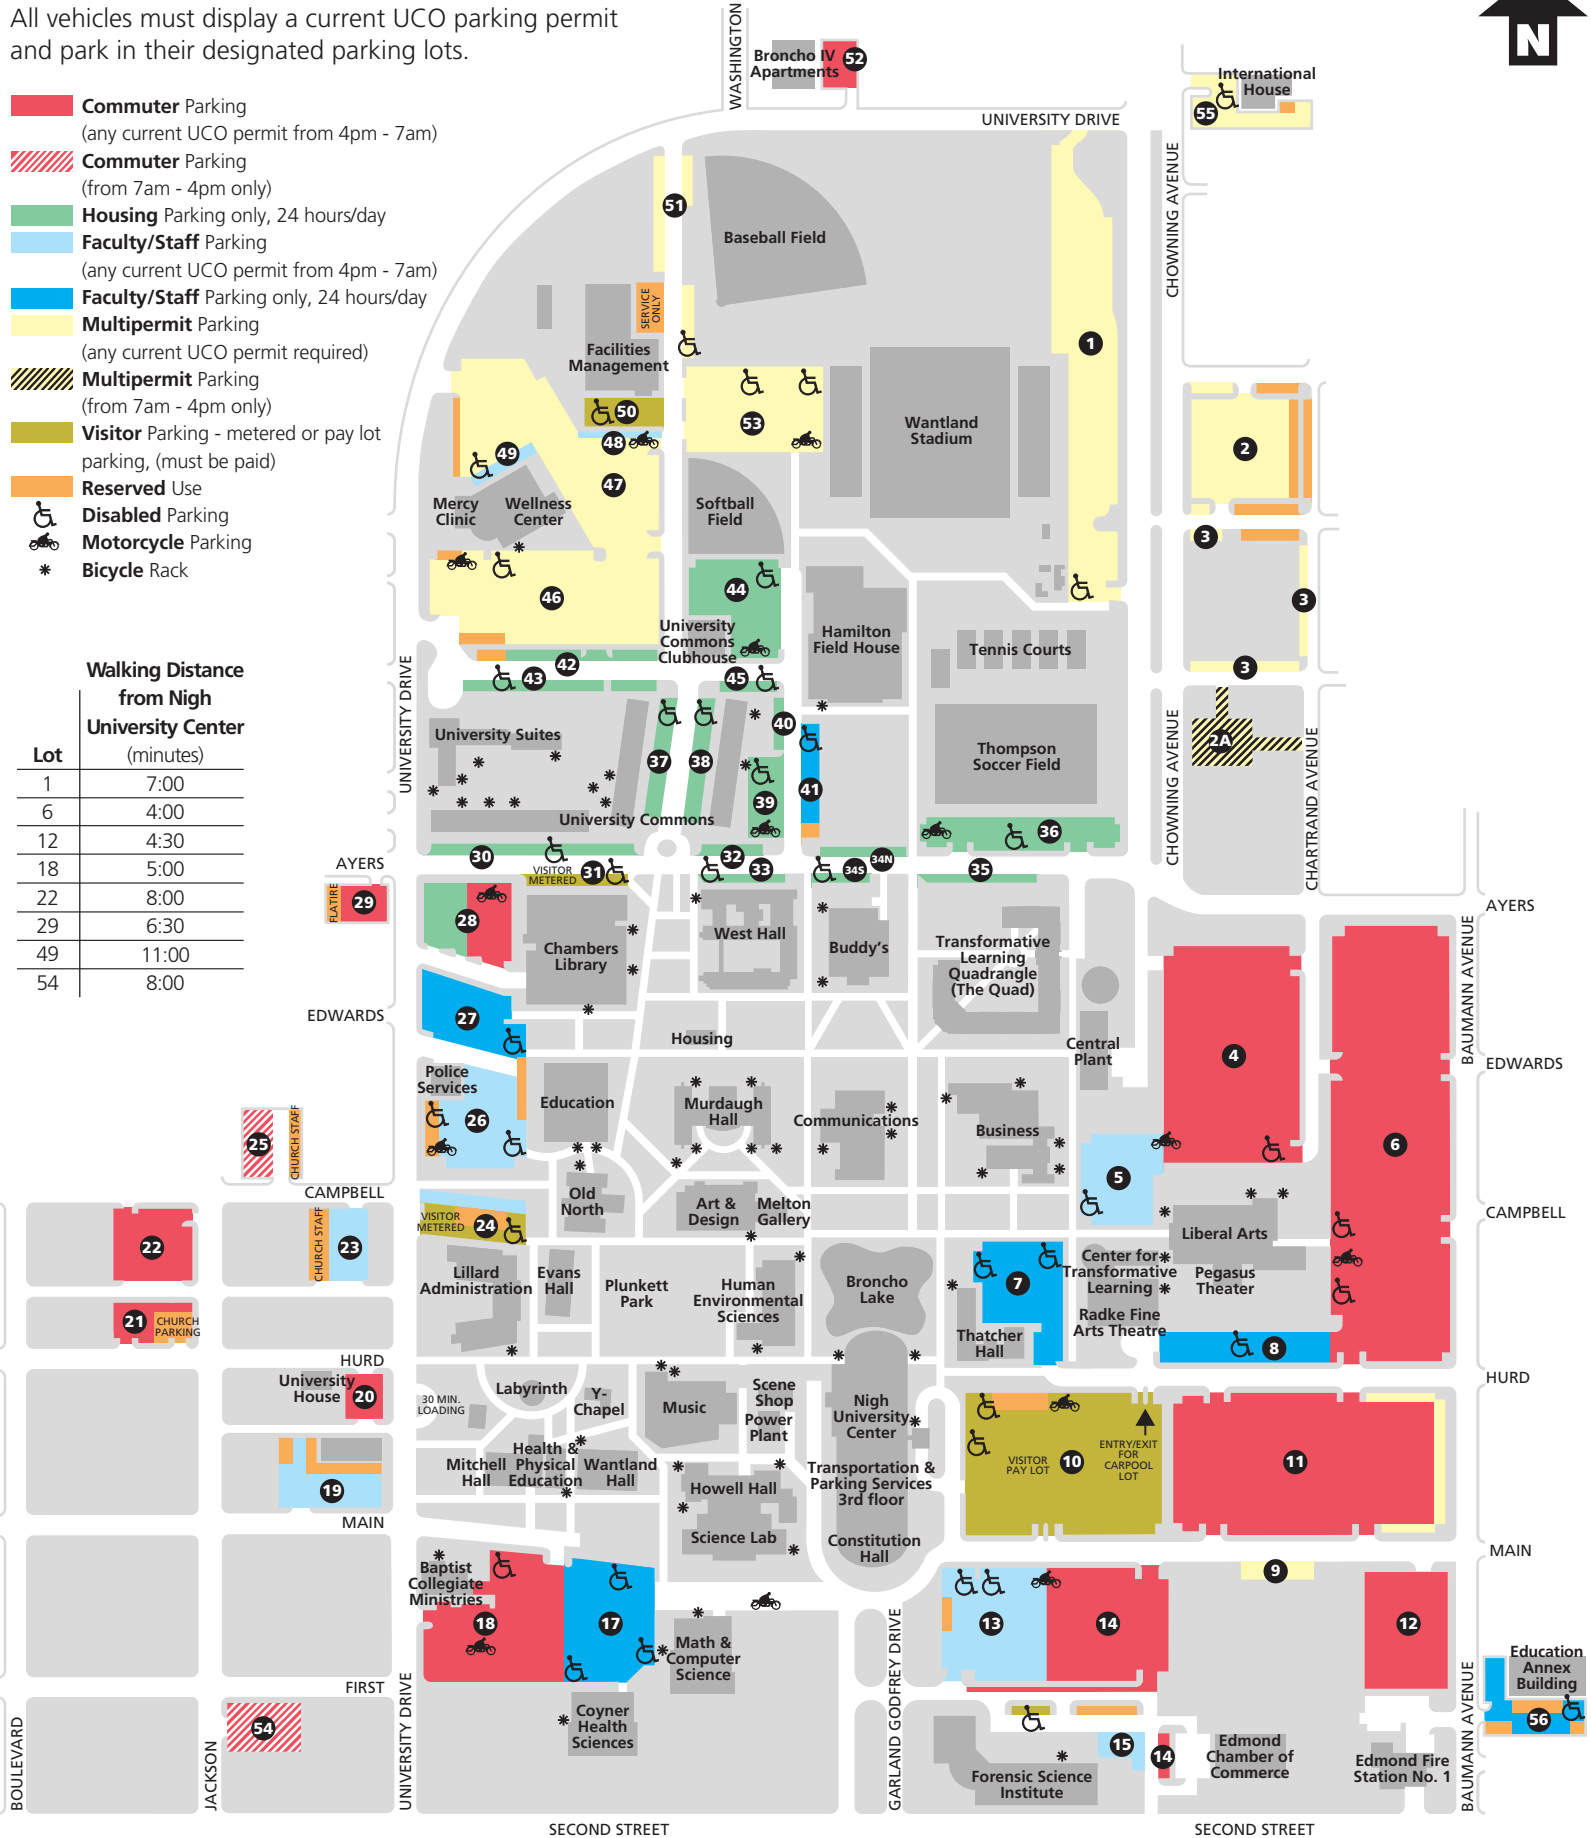 All vehicles must display a current UCO parking permit
and park in their designated parking lots.
Commuter Parking
(any current UCO permit from 4pm - 7am)
Commuter Parking
(from 7am - 4pm only)
Housing Parking only, 24 hours/day
Faculty/Staff Parking
(any current UCO permit from 4pm - 7am)
Faculty/Staff Parking only, 24 hours/day
Multipermit Parking
(any current UCO permit required)
Multipermit Parking
(from 7am - 4pm only)
Visitor Parking - metered or pay lot
parking, (must be paid)
Reserved Use
Disabled Parking
Motorcycle Parking
Bicycle Rack
Walking Distance
from Nigh
University Center
Lot (minutes)
1 7:00
6 4:00
12 4:30
18 5:00
22 8:00
29 6:30
49 11:00
54 8:00
N
WASHINGTON
Broncho IV
Apartments
52
UNIVERSITY DRIVE
International
House
55
CHOWNING AVENUE
51
Baseball Field
SERVICE
ONLY
Facilities
Management
1
50
48
53
49
47
Wantland
Stadium
2
Mercy
Clinic
Wellness
Center
Softball
Field
3
46
44
3
University
Commons
Clubhouse
Hamilton
Field House
Tennis Courts
42
43
45
3
UNIVERSITY DRIVE
University Suites
40
37
38
39
41
Thompson
Soccer Field
2A
CHOWNING AVENUE
CHARTRAND AVENUE
University Commons
36
30
VISITOR
METERED
31
32
33
34N
34S
35
AYERS
FLATIRE
29
28
Chambers
Library
West Hall
Buddy's
Transformative
Learning
Quadrangle
(The Quad)
AYERS
BAUMANN AVENUE
27
EDWARDS
Housing
Central
Plant
4
EDWARDS
Police
Services
26
Education
Murdaugh
Hall
Communications
Business
6
25
CHURCH STAFF
5
CAMPBELL
Old
North
Art &
Design
Melton
Gallery
VISITOR
METERED
24
Liberal Arts
CAMPBELL
22
CHURCH STAFF
23
Lillard
Administration
Evans
Hall
Plunkett
Park
Human
Environmental
Sciences
Broncho
Lake
7
Center for
Transformative
Learning
Pegasus
Theater
21
CHURCH
PARKING
Thatcher
Hall
Radke Fine
Arts Theatre
8
HURD
University
House
20
30 MIN.
LOADING
Labyrinth
Y-
Chapel
Music
Scene
Shop
Power
Plant
Nigh
University
Center
HURD
VISITOR
PAY LOT
10
ENTRY/EXIT
FOR
CARPOOL
LOT
11
19
Mitchell
Hall
Health &
Physical
Education
Wantland
Hall
Howell Hall
Transportation &
Parking Services
3rd floor
MAIN
Science Lab
Constitution
Hall
MAIN
Baptist
Collegiate
Ministries
18
17
9
13
14
12
Math &
Computer
Science
GARLAND GODFREY DRIVE
Education
Annex
Building
56
FIRST
54
Coyner
Health
Sciences
15
14
Forensic Science
Institute
Edmond
Chamber of
Commerce
Edmond Fire
Station No. 1
BOULEVARD
JACKSON
UNIVERSITY DRIVE
BAUMANN AVENUE
SECOND STREET
SECOND STREET